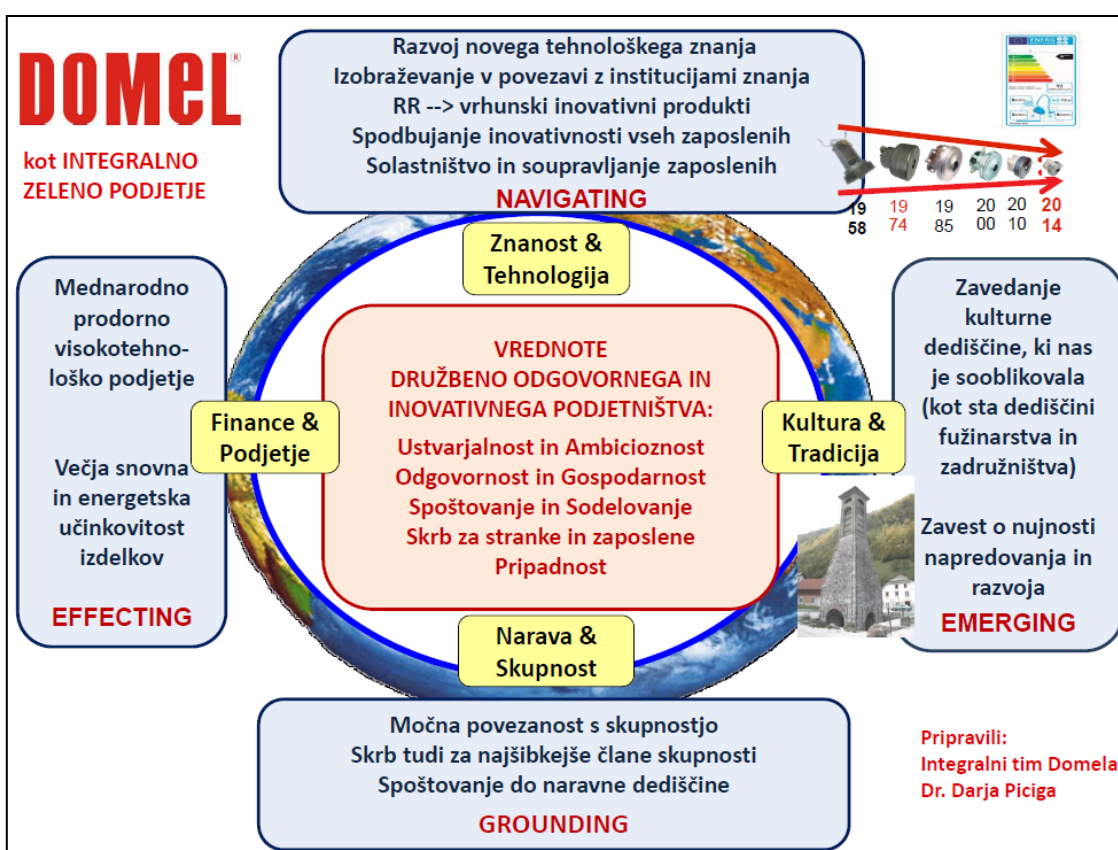 DOMEL®
kot INTEGRALNO
ZELENO PODJETJE
Razvoj novega tehnološkega znanja
Izobraževanje v povezavi z institucijami znanja
RR --> vrhunski inovativni produkti
Spodbujanje inovativnosti vseh zaposlenih
Solastništvo in soupravljanje zaposlenih
NAVIGATING
ENERG
19 19 19 20 20 20
58 74 85 00 10 14
Znanost &
Tehnologija
Mednarodno
prodorno
visokotehno-
loško podjetje
Večja snovna
in energetska
učinkovitost
izdelkov
EFFECTING
Finance &
Podjetje
VREDNOTE
DRUŽBENO ODGOVORNEGA IN
INOVATIVNEGA PODJETNIŠTVA:
Ustvarjalnost in Ambicioznost
Odgovornost in Gospodarnost
Spoštovanje in Sodelovanje
Skrb za stranke in zaposlene
Pripadnost
Kultura &
Tradicija
Zavedanje
kulturne
dediščine, ki nas
je sooblikovala
(kot sta dediščini
fužinarstva in
zadružništva)
Zavest o nujnosti
napredovanja in
razvoja
EMERGING
Narava &
Skupnost
Močna povezanost s skupnostjo
Skrb tudi za najšibkejše člane skupnosti
Spoštovanje do naravne dediščine
GROUNDING
Pripravili:
Integralni tim Domela
Dr. Darja Piciga